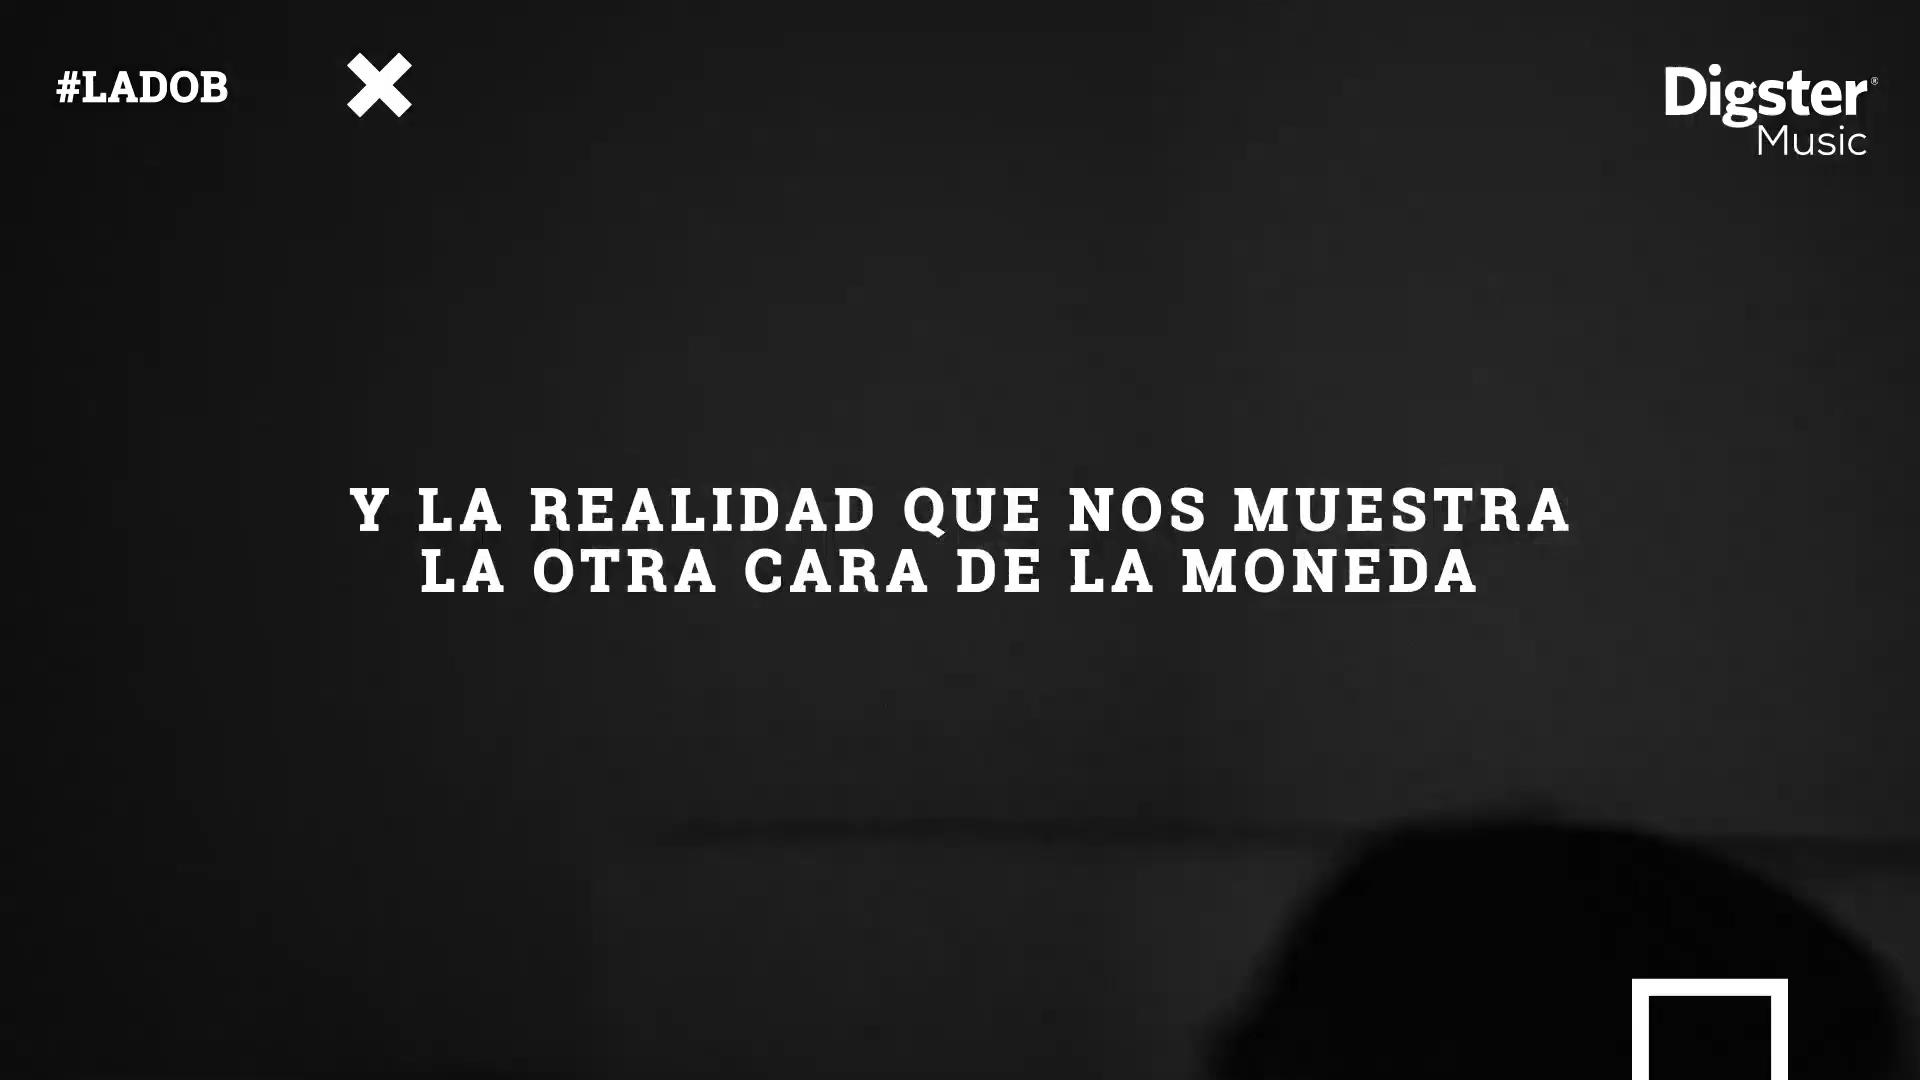 #LADOB
Digster®
Music
Y LA REALIDAD QUE NOS MUESTRA
LA OTRA CARA DE LA MONEDA